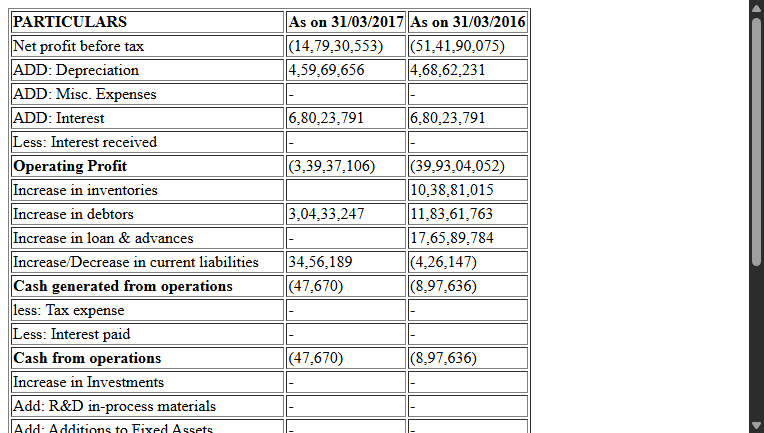 PARTICULARS As on 31/03/2017 As on 31/03/2016
Net profit before tax (14,79,30,553) (51,41,90,075)
ADD: Depreciation 4,59,69,656 4,68,62,231
ADD: Misc. Expenses - -
ADD: Interest 6,80,23,791 6,80,23,791
Less: Interest received - -
Operating Profit (3,39,37,106) (39,93,04,052)
Increase in inventories 10,38,81,015
Increase in debtors 3,04,33,247 11,83,61,763
Increase in loan & advances - 17,65,89,784
Increase/Decrease in current liabilities 34,56,189 (4,26,147)
Cash generated from operations (47,670) (8,97,636)
less: Tax expense - -
Less: Interest paid - -
Cash from operations (47,670) (8,97,636)
Increase in Investments - -
Add: R&D in-process materials - -
Add: Additions to Fixed Assets - -